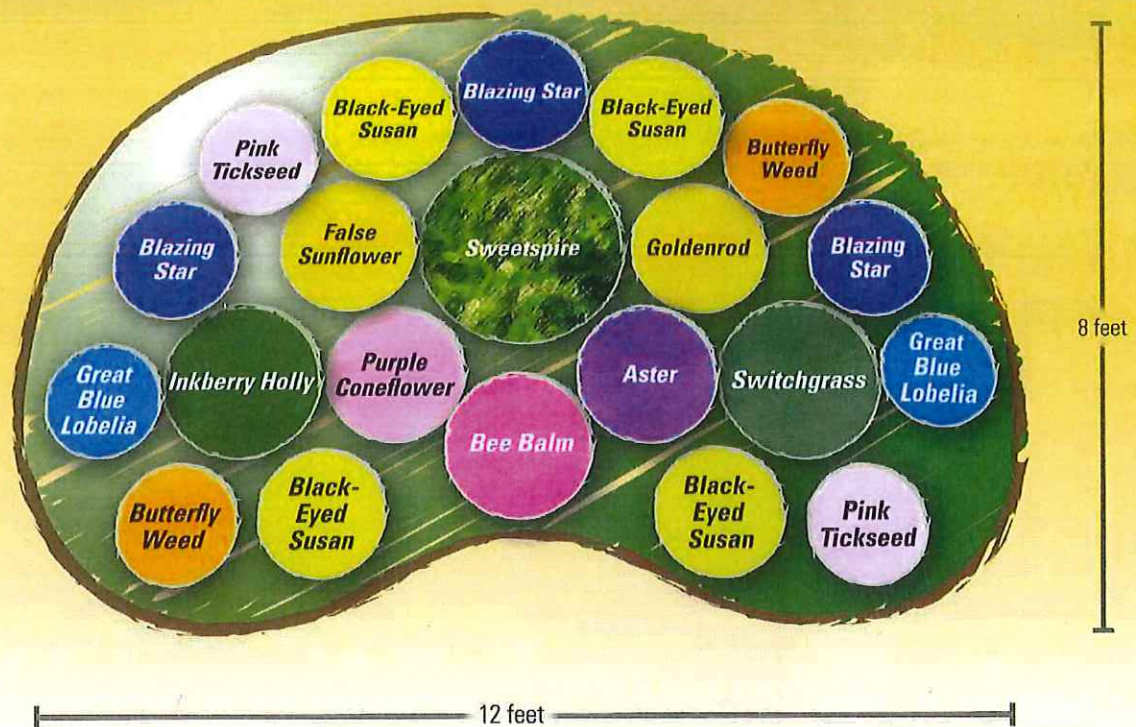 Blazing Star
Black-Eyed
Susan
Black-Eyed
Susan
Pink
Tickseed
Butterfly
Weed
Blazing
Star
False
Sunflower
Sweetspire
Goldenrod
Blazing
Star
8 feet
Great
Blue
Lobelia
Inkberry Holly
Purple
Coneflower
Bee Balm
Aster
Switchgrass
Great
Blue
Lobelia
Butterfly
Weed
Black-
Eyed
Susan
Black-
Eyed
Susan
Pink
Tickseed
12 feet